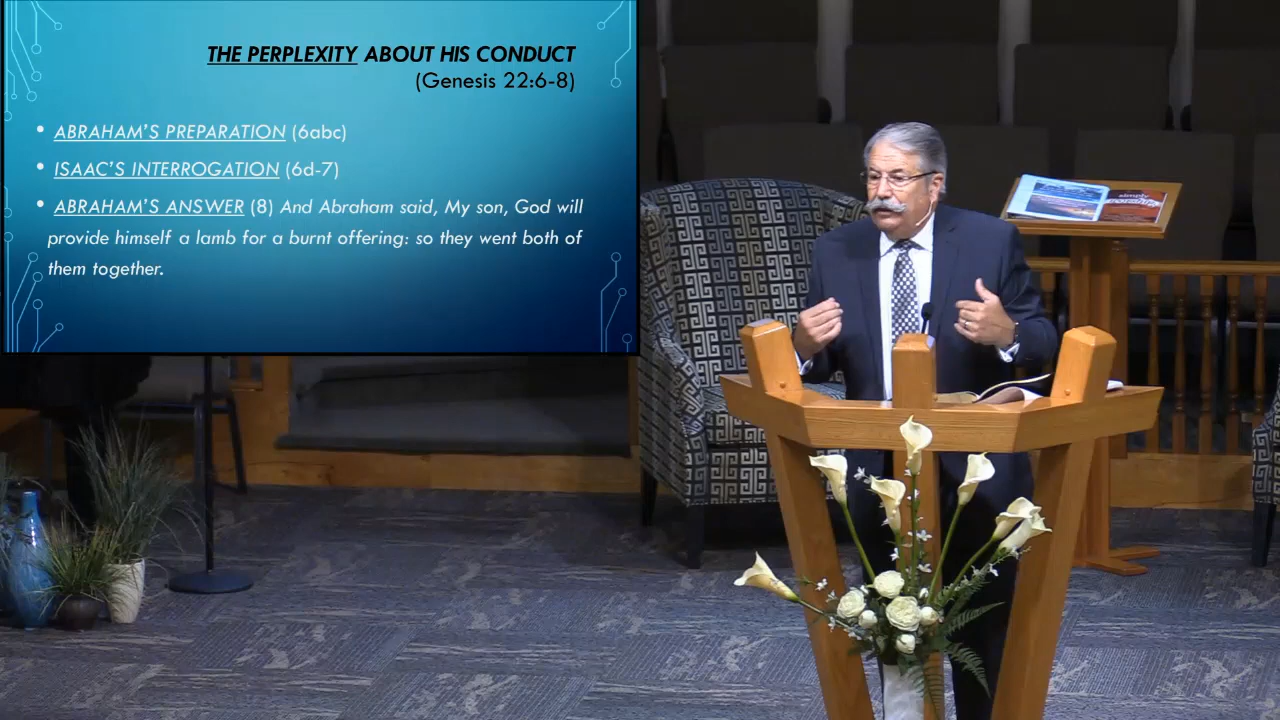 THE PERPLEXITY ABOUT HIS CONDUCT
(Genesis 22:6-8)
• ABRAHAM'S PREPARATION (6abc)
• ISAAC'S INTERROGATION (6d-7)
• ABRAHAM'S ANSWER (8) And Abraham said, My son, God will
provide himself a lamb for a burnt offering: so they went both of
them together.
simply